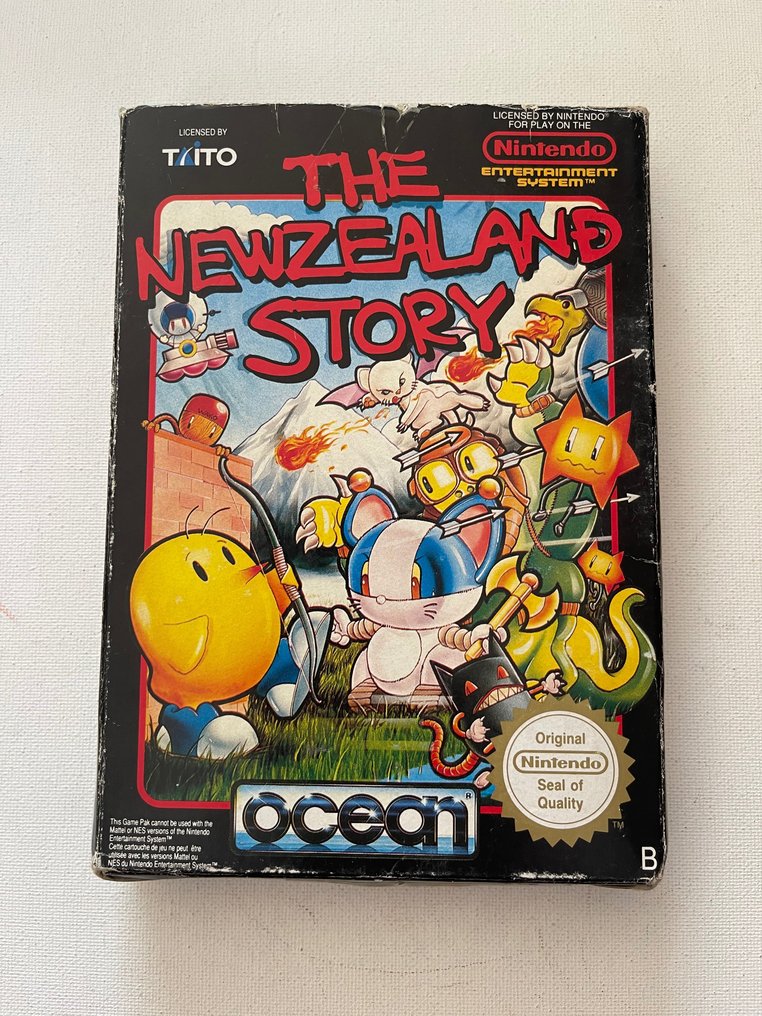 LICENSED BY
TAITO
LICENSED BY NINTENDO®
FOR PLAY ON THE
Nintendo®
ENTERTAINMENT
SYSTEM™
THE
NEWZEALAND
STORY
Original
Nintendo®
Seal of
Quality
TM
ocean®
This Game Pak cannot be used with the
Mattel or NES versions of the Nintendo
Entertainment System™
Cette cartouche de jeu ne peut être
utilisée avec les versions Mattel ou
NES du Nintendo Entertainment System™
B